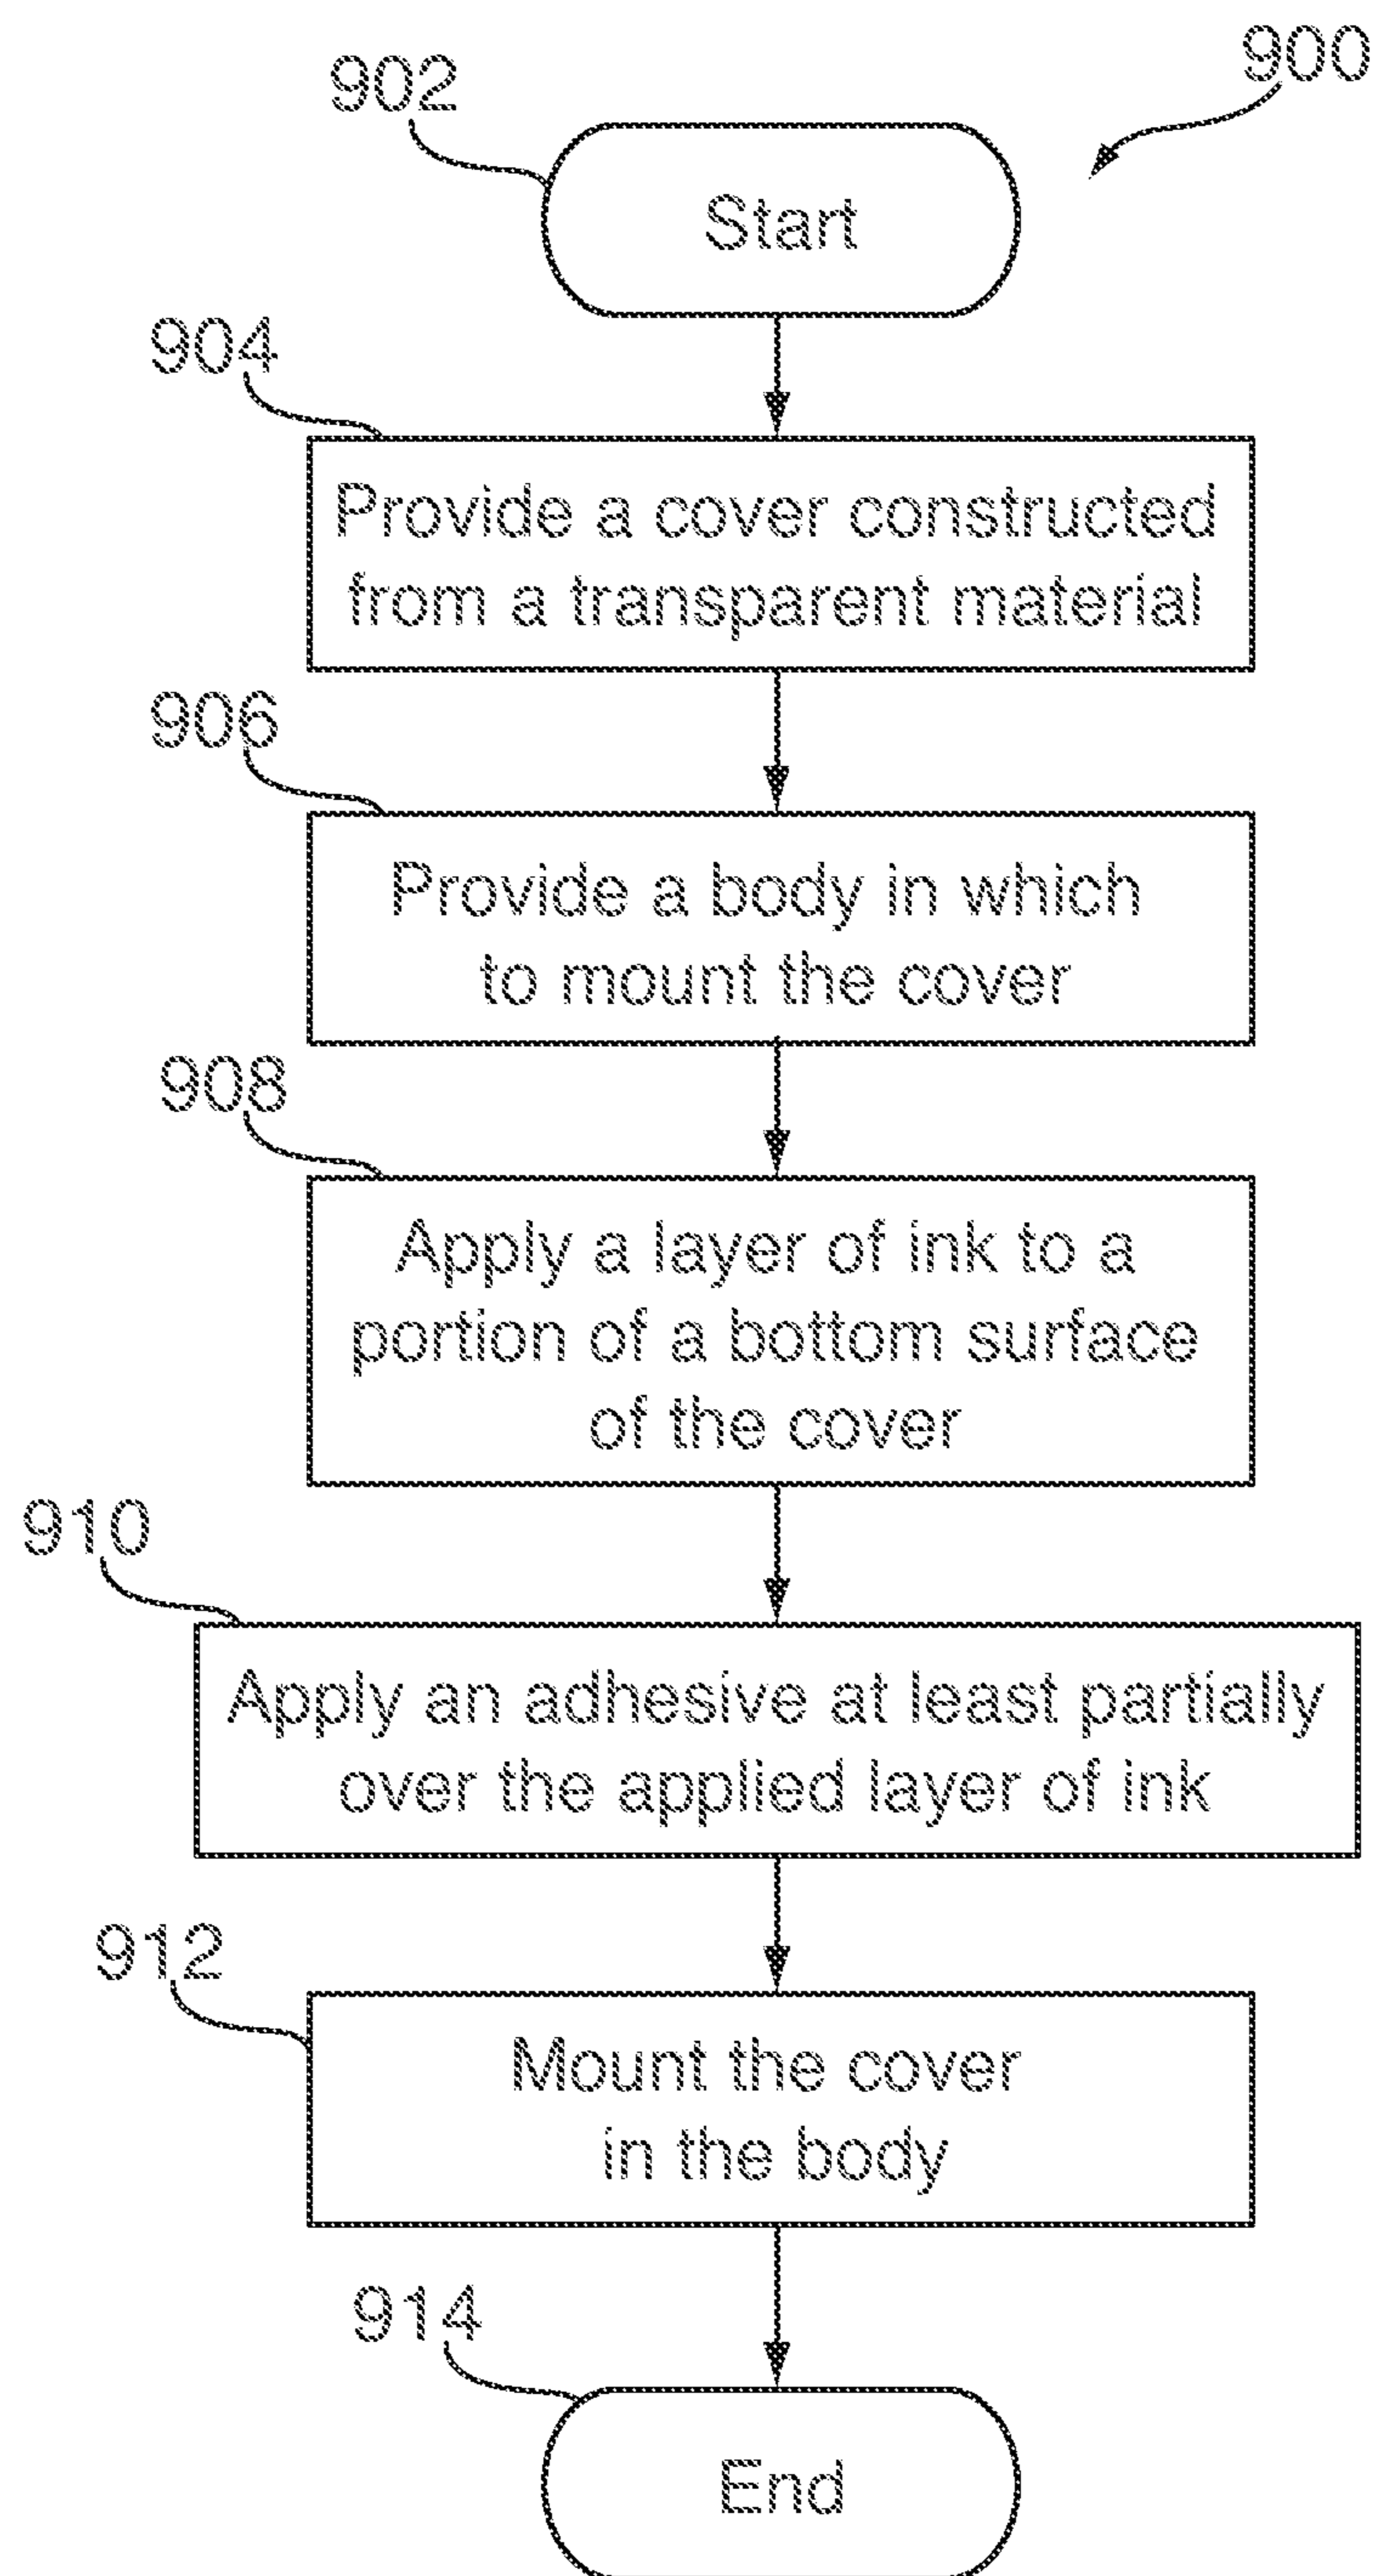 900
902
Start
904
Provide a cover constructed
from a transparent material
906
Provide a body in which
to mount the cover
908
Apply a layer of ink to a
portion of a bottom surface
of the cover
910
Apply an adhesive at least partially
over the applied layer of ink
912
Mount the cover
in the body
914
End